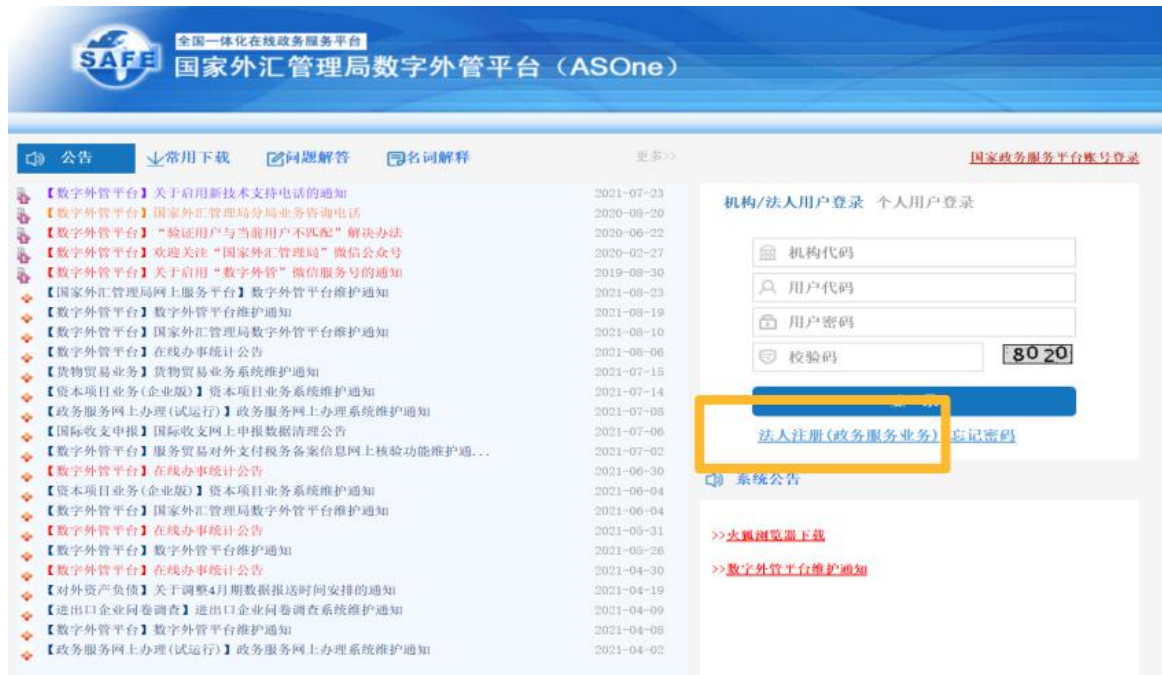 SAFE
全国一体化在线政务服务平台
国家外汇管理局数字外管平台（ASOne）
公告 常用下载 问题解答 名词解释 更多>>
【数字外管平台】关于启用新技术支持电话的通知 2021-07-23
【数字外管平台】国家外汇管理局分局业务咨询电话 2020-08-20
【数字外管平台】“验证用户与当前用户不匹配”解决办法 2020-06-22
【数字外管平台】欢迎关注“国家外汇管理局”微信公众号 2020-02-27
【数字外管平台】关于启用“数字外管”微信服务号的通知 2019-08-30
【国家外汇管理局网上服务平台】数字外管平台维护通知 2021-08-23
【数字外管平台】数字外管平台维护通知 2021-08-19
【数字外管平台】国家外汇管理局数字外管平台维护通知 2021-08-10
【数字外管平台】在线办事统计公告 2021-08-06
【货物贸易业务】货物贸易业务系统维护通知 2021-07-15
【资本项目业务(企业版)】资本项目业务系统维护通知 2021-07-14
【政务服务网上办理(试运行)】政务服务网上办理系统维护通知 2021-07-08
【国际收支申报】国际收支网上申报数据清理公告 2021-07-06
【数字外管平台】服务贸易对外支付税务备案信息网上核验功能维护通... 2021-07-02
【数字外管平台】在线办事统计公告 2021-06-30
【资本项目业务(企业版)】资本项目业务系统维护通知 2021-06-04
【数字外管平台】国家外汇管理局数字外管平台维护通知 2021-06-04
【数字外管平台】在线办事统计公告 2021-05-31
【数字外管平台】数字外管平台维护通知 2021-05-26
【数字外管平台】在线办事统计公告 2021-04-30
【对外资产负债】关于调整4月期数据报送时间安排的通知 2021-04-19
【进出口企业问卷调查】进出口企业问卷调查系统维护通知 2021-04-09
【数字外管平台】数字外管平台维护通知 2021-04-08
【政务服务网上办理(试运行)】政务服务网上办理系统维护通知 2021-04-02
国家政务服务平台账号登录
机构/法人用户登录 个人用户登录
机构代码
用户代码
用户密码
校验码 8020
法人注册(政务服务业务) 忘记密码
系统公告
>>火狐浏览器下载
>>数字外管平台维护通知